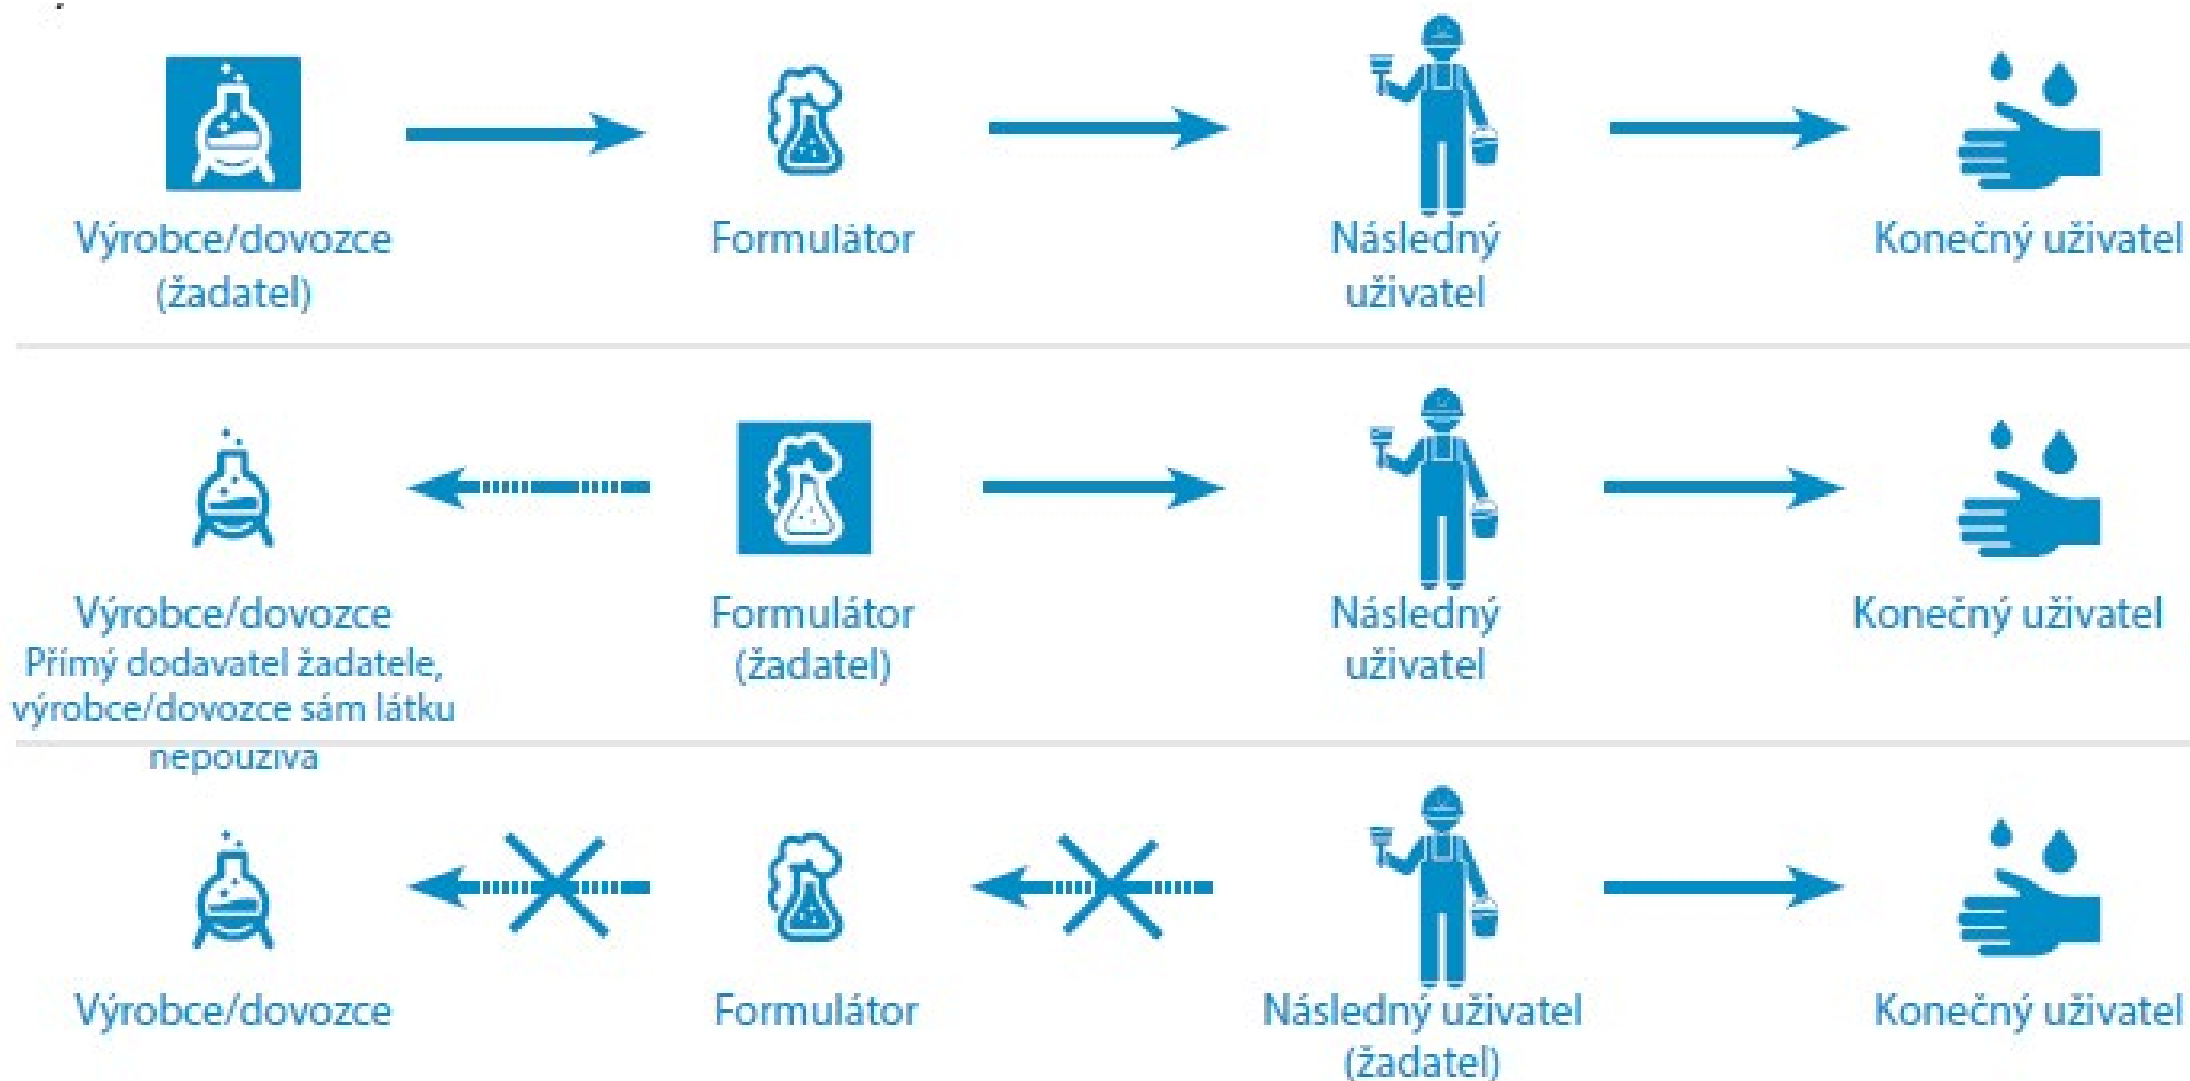 Výrobce/dovozce
(žadatel)
Formulátor
Následný
uživatel
Konečný uživatel
Výrobce/dovozce
Přímý dodavatel žadatele,
výrobce/dovozce sám látku
nepoužívá
Formulátor
(žadatel)
Následný
uživatel
Konečný uživatel
Výrobce/dovozce
Formulátor
Následný uživatel
(žadatel)
Konečný uživatel